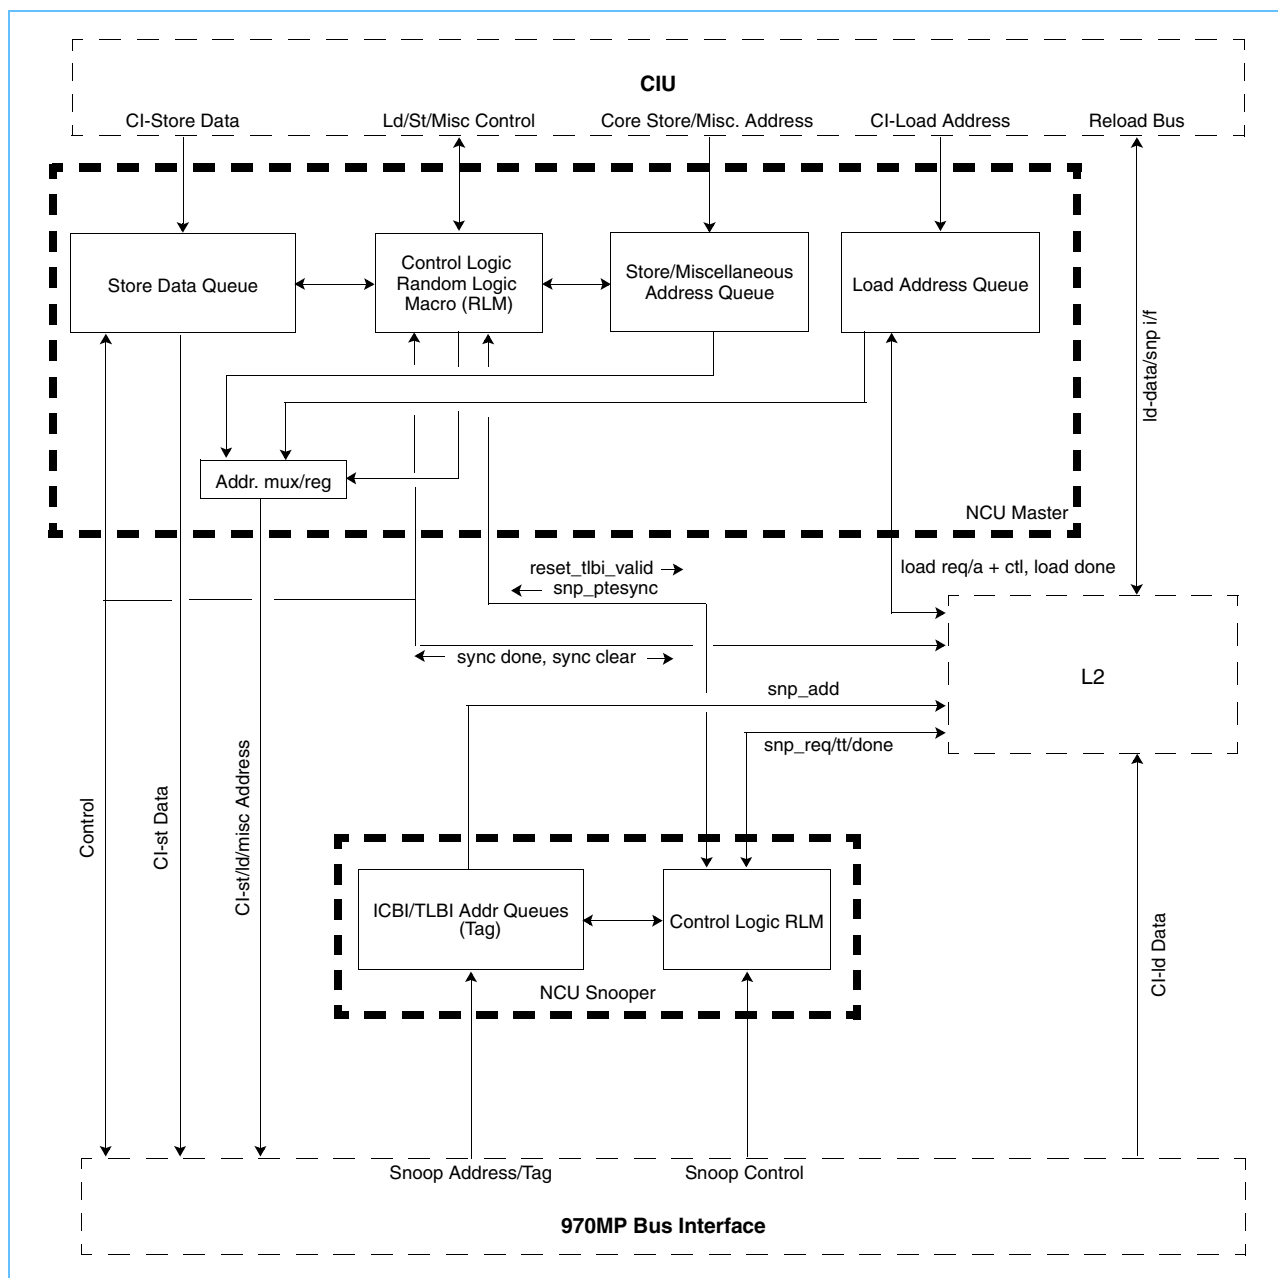 CIU
CI-Store Data
Ld/St/Misc Control
Core Store/Misc. Address
CI-Load Address
Reload Bus
Store Data Queue
Control Logic
Random Logic
Macro (RLM)
Store/Miscellaneous
Address Queue
Load Address Queue
ld-data/snp i/f
Addr. mux/reg
NCU Master
reset_tlbi_valid
snp_ptesync
load req/a + ctl, load done
sync done, sync clear
L2
snp_add
snp_req/tt/done
Control
CI-st Data
CI-st/ld/misc Address
ICBI/TLBI Addr Queues
(Tag)
Control Logic RLM
NCU Snooper
CI-ld Data
Snoop Address/Tag
Snoop Control
970MP Bus Interface